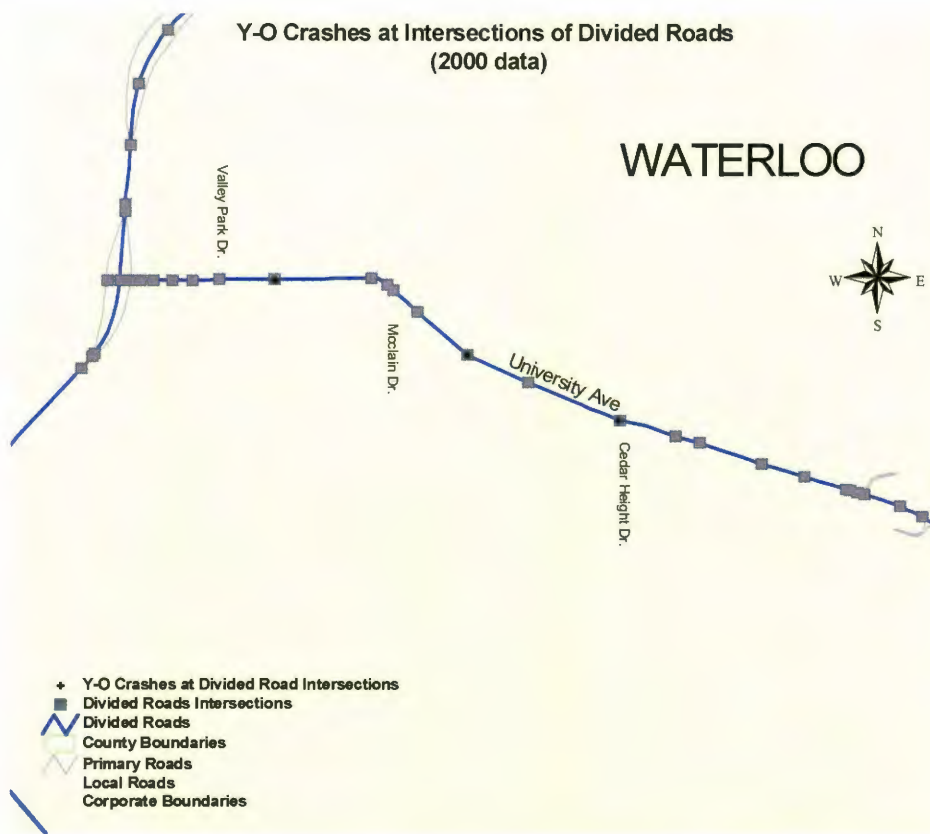 Y-O Crashes at Intersections of Divided Roads
(2000 data)
WATERLOO
Valley Park Dr.
N
W
E
S
Mcclain Dr.
University Ave
Cedar Height Dr.
Y-O Crashes at Divided Road Intersections
Divided Roads Intersections
Divided Roads
County Boundaries
Primary Roads
Local Roads
Corporate Boundaries